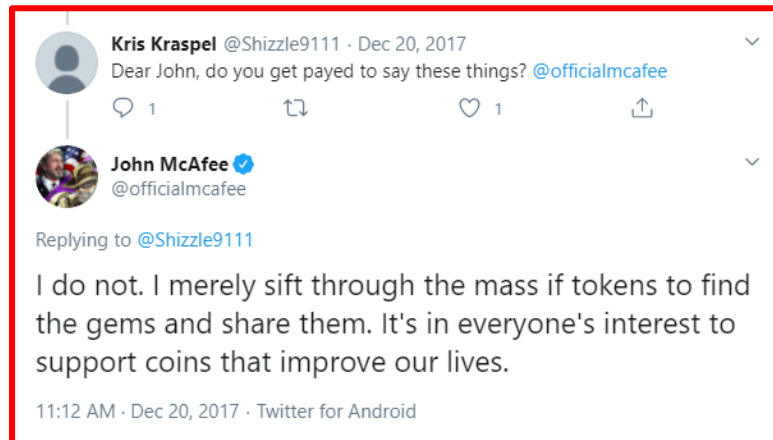 Kris Kraspel @Shizzle9111 · Dec 20, 2017
Dear John, do you get payed to say these things? @officialmcafee
1 1
John McAfee
@officialmcafee
Replying to @Shizzle9111
I do not. I merely sift through the mass if tokens to find
the gems and share them. It's in everyone's interest to
support coins that improve our lives.
11:12 AM · Dec 20, 2017 · Twitter for Android